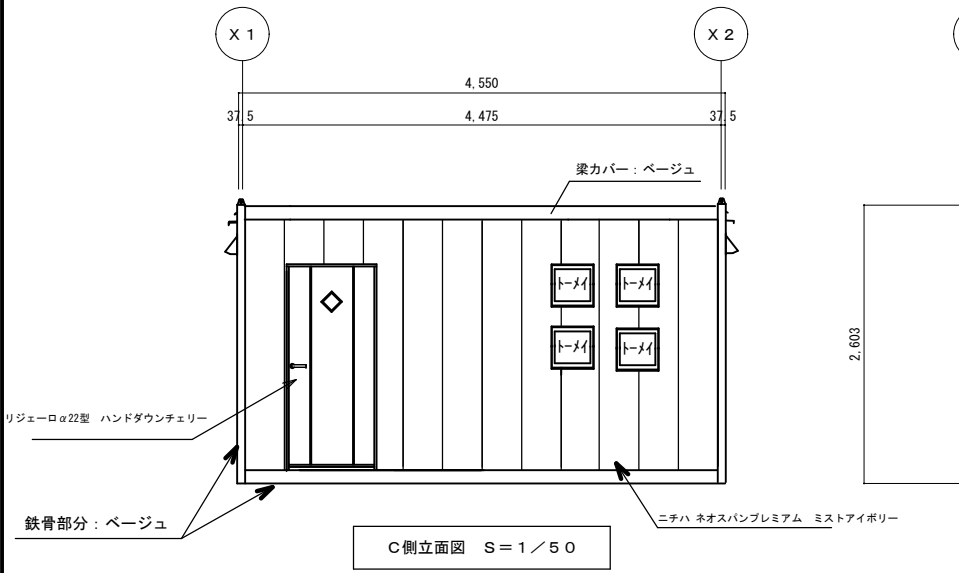 X1
X2
4,550
37.5
4,475
37.5
梁カバー：ベージュ
トーメイ
トーメイ
トーメイ
トーメイ
2,603
リジェーロα22型 ハンドダウンチェリー
鉄骨部分：ベージュ
ニチハ ネオスパンプレミアム ミストアイボリー
C側立面図 S=1／50